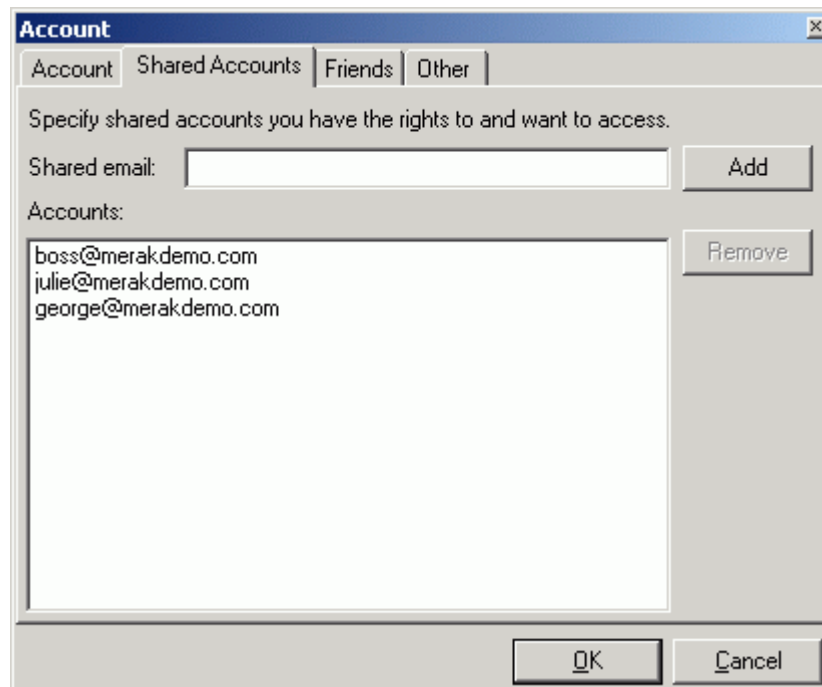 Account
Account Shared Accounts Friends Other
Specify shared accounts you have the rights to and want to access.
Shared email: Add
Accounts:
Remove
boss@merakdemo.com
julie@merakdemo.com
george@merakdemo.com
OK Cancel